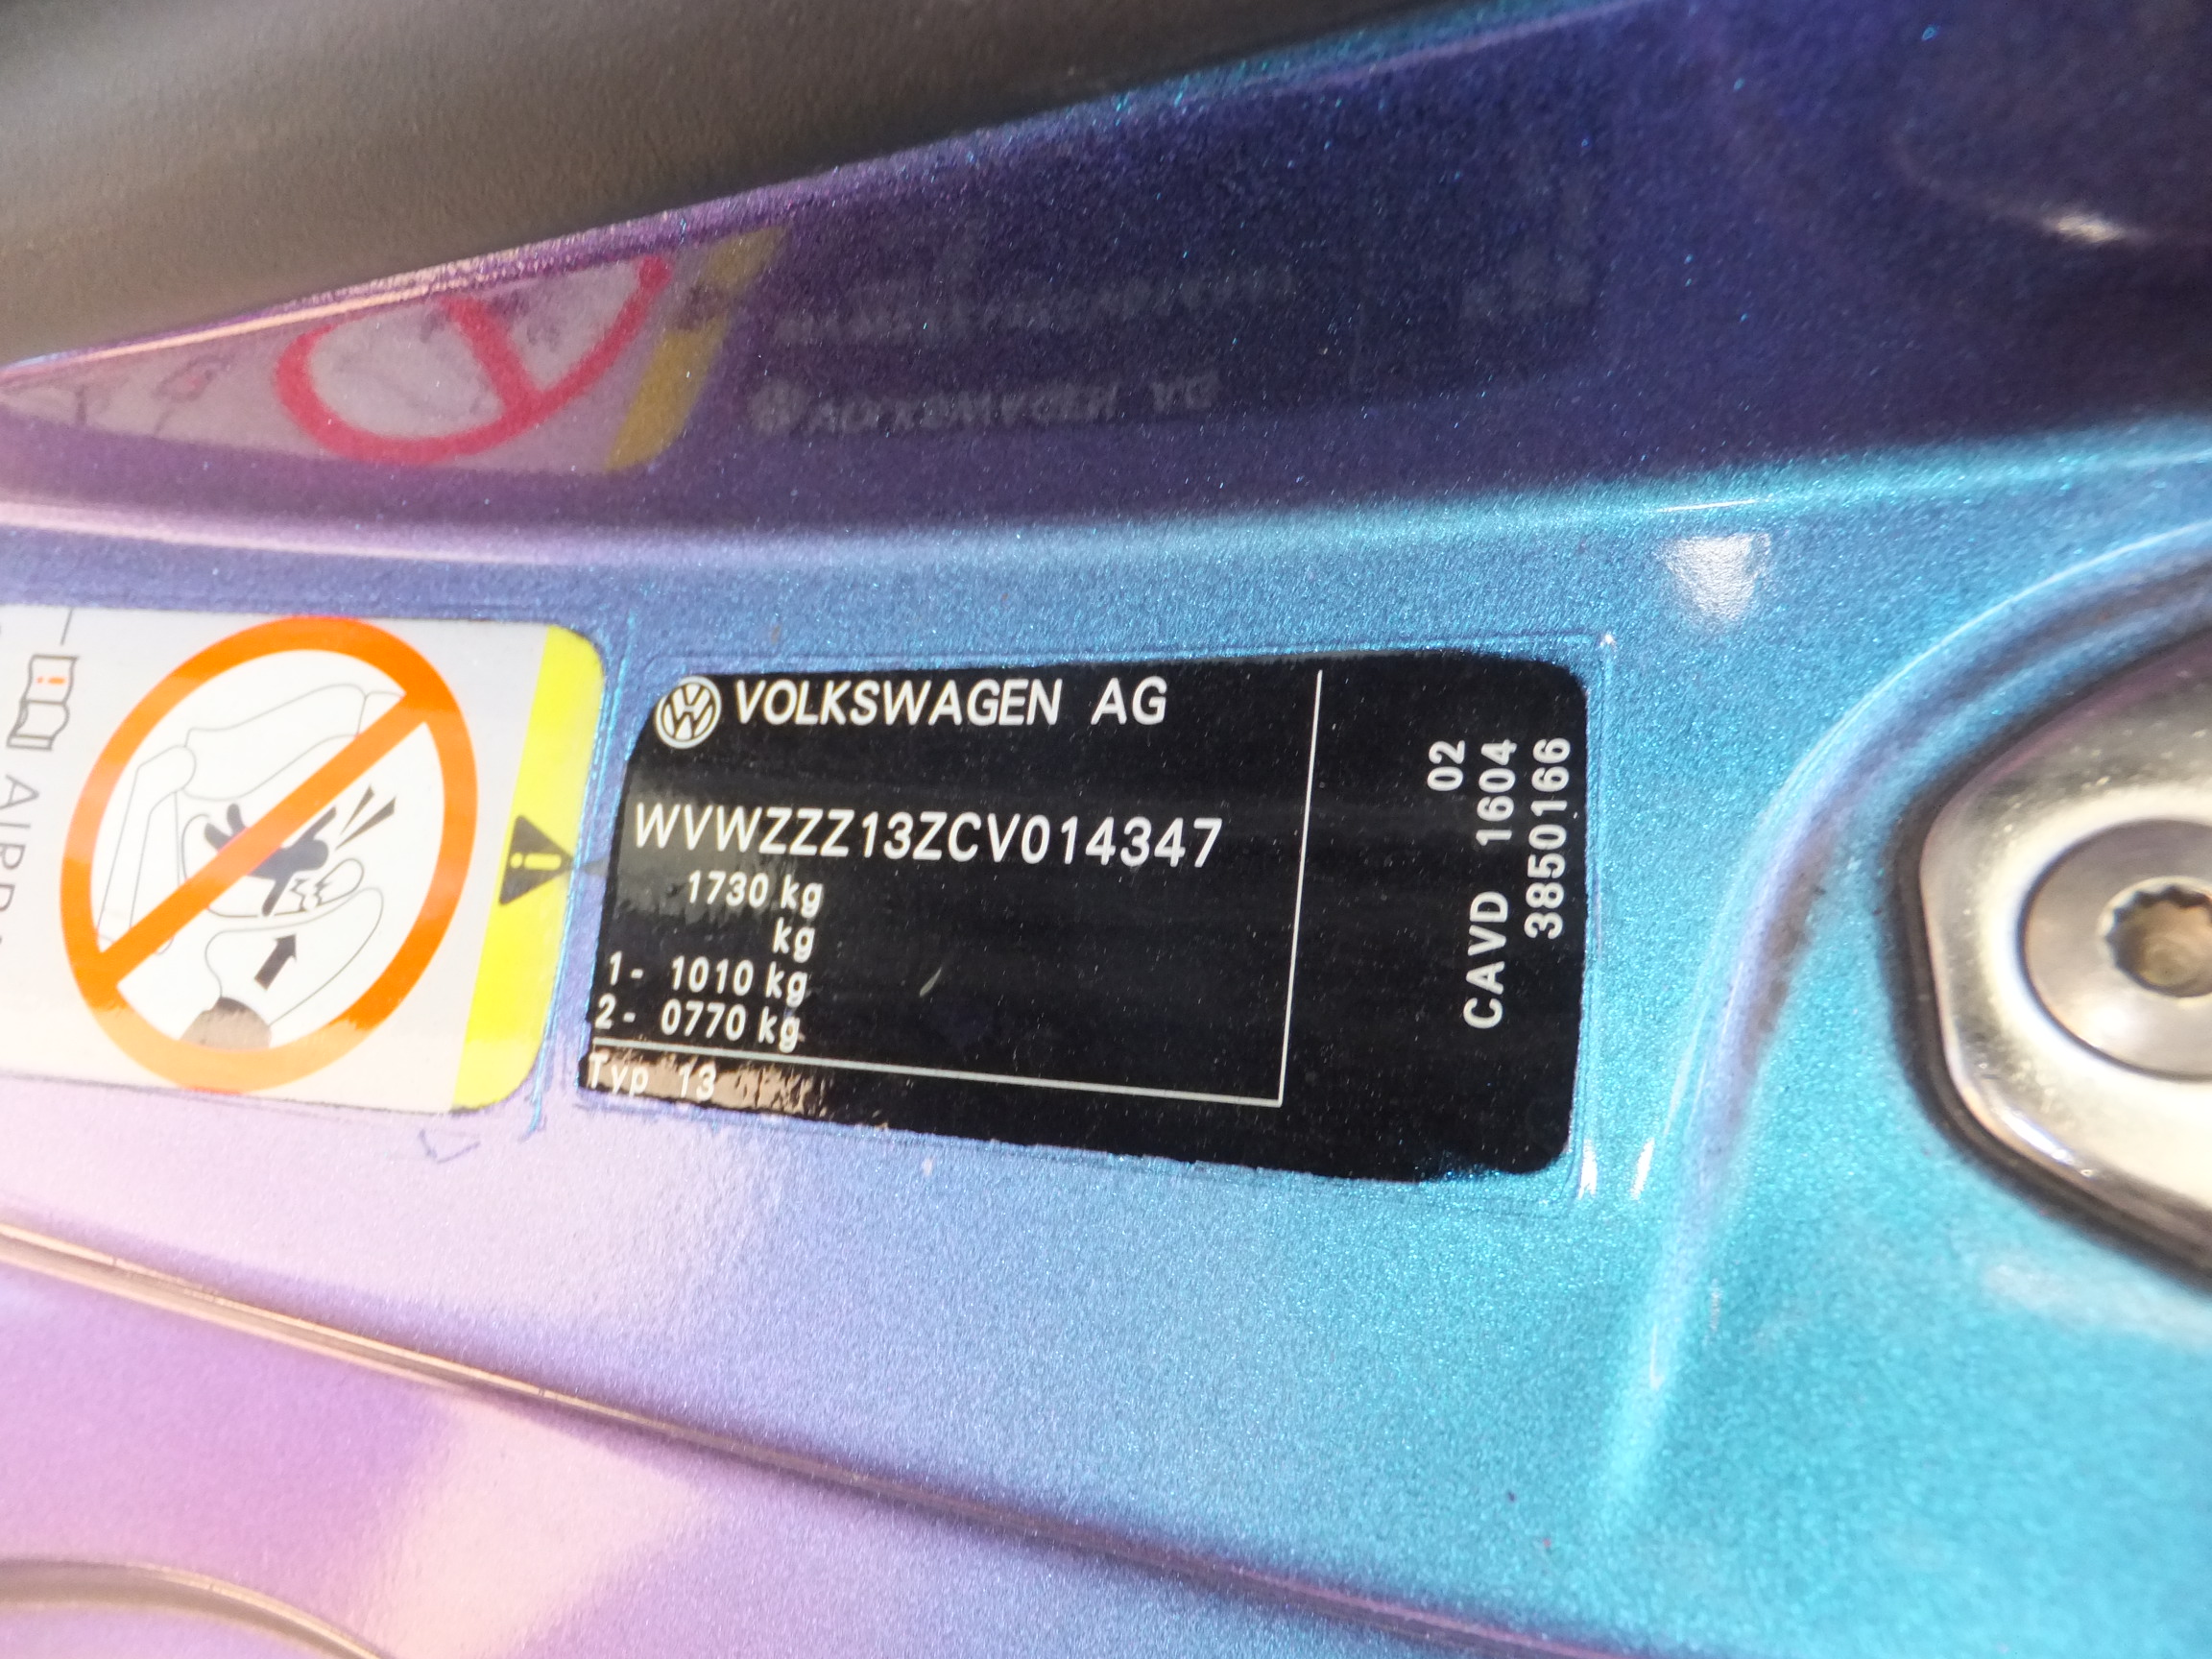 VOLKSWAGEN AG
WVWZZZ13ZCV014347
1730 kg
kg
1- 1010 kg
2- 0770 kg
Typ 13
02
CAVD 1604
3850166